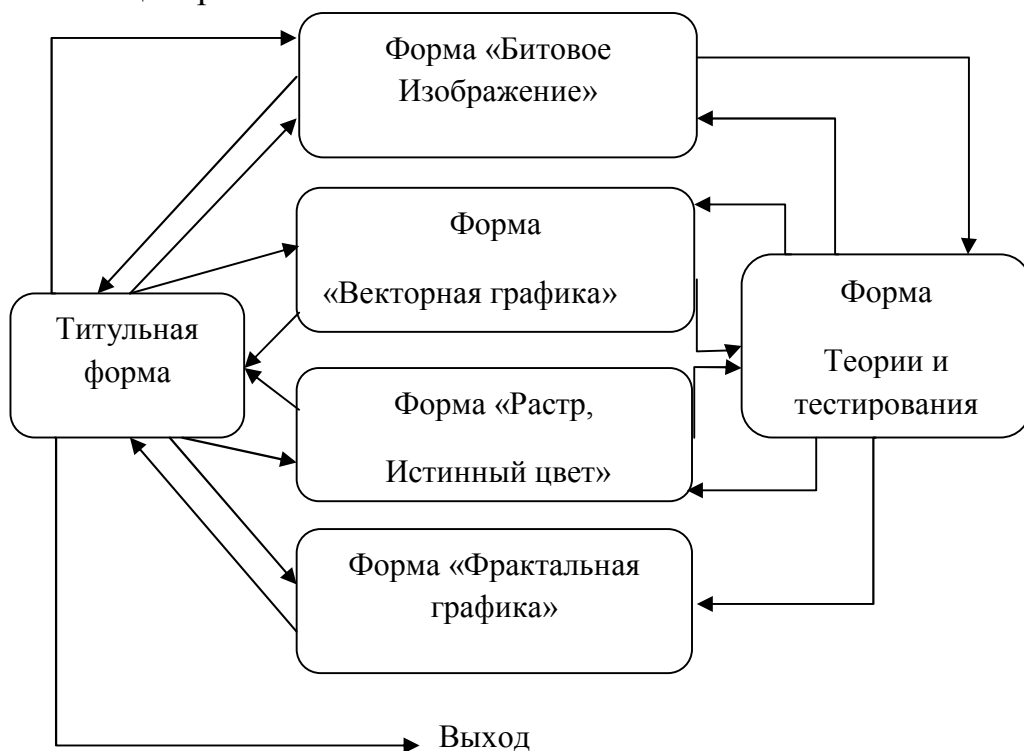 Форма «Битовое
Изображение»
Форма
«Векторная графика»
Форма
Теории и
тестирования
Титульная
форма
Форма «Растр,
Истинный цвет»
Форма «Фрактальная
графика»
Выход